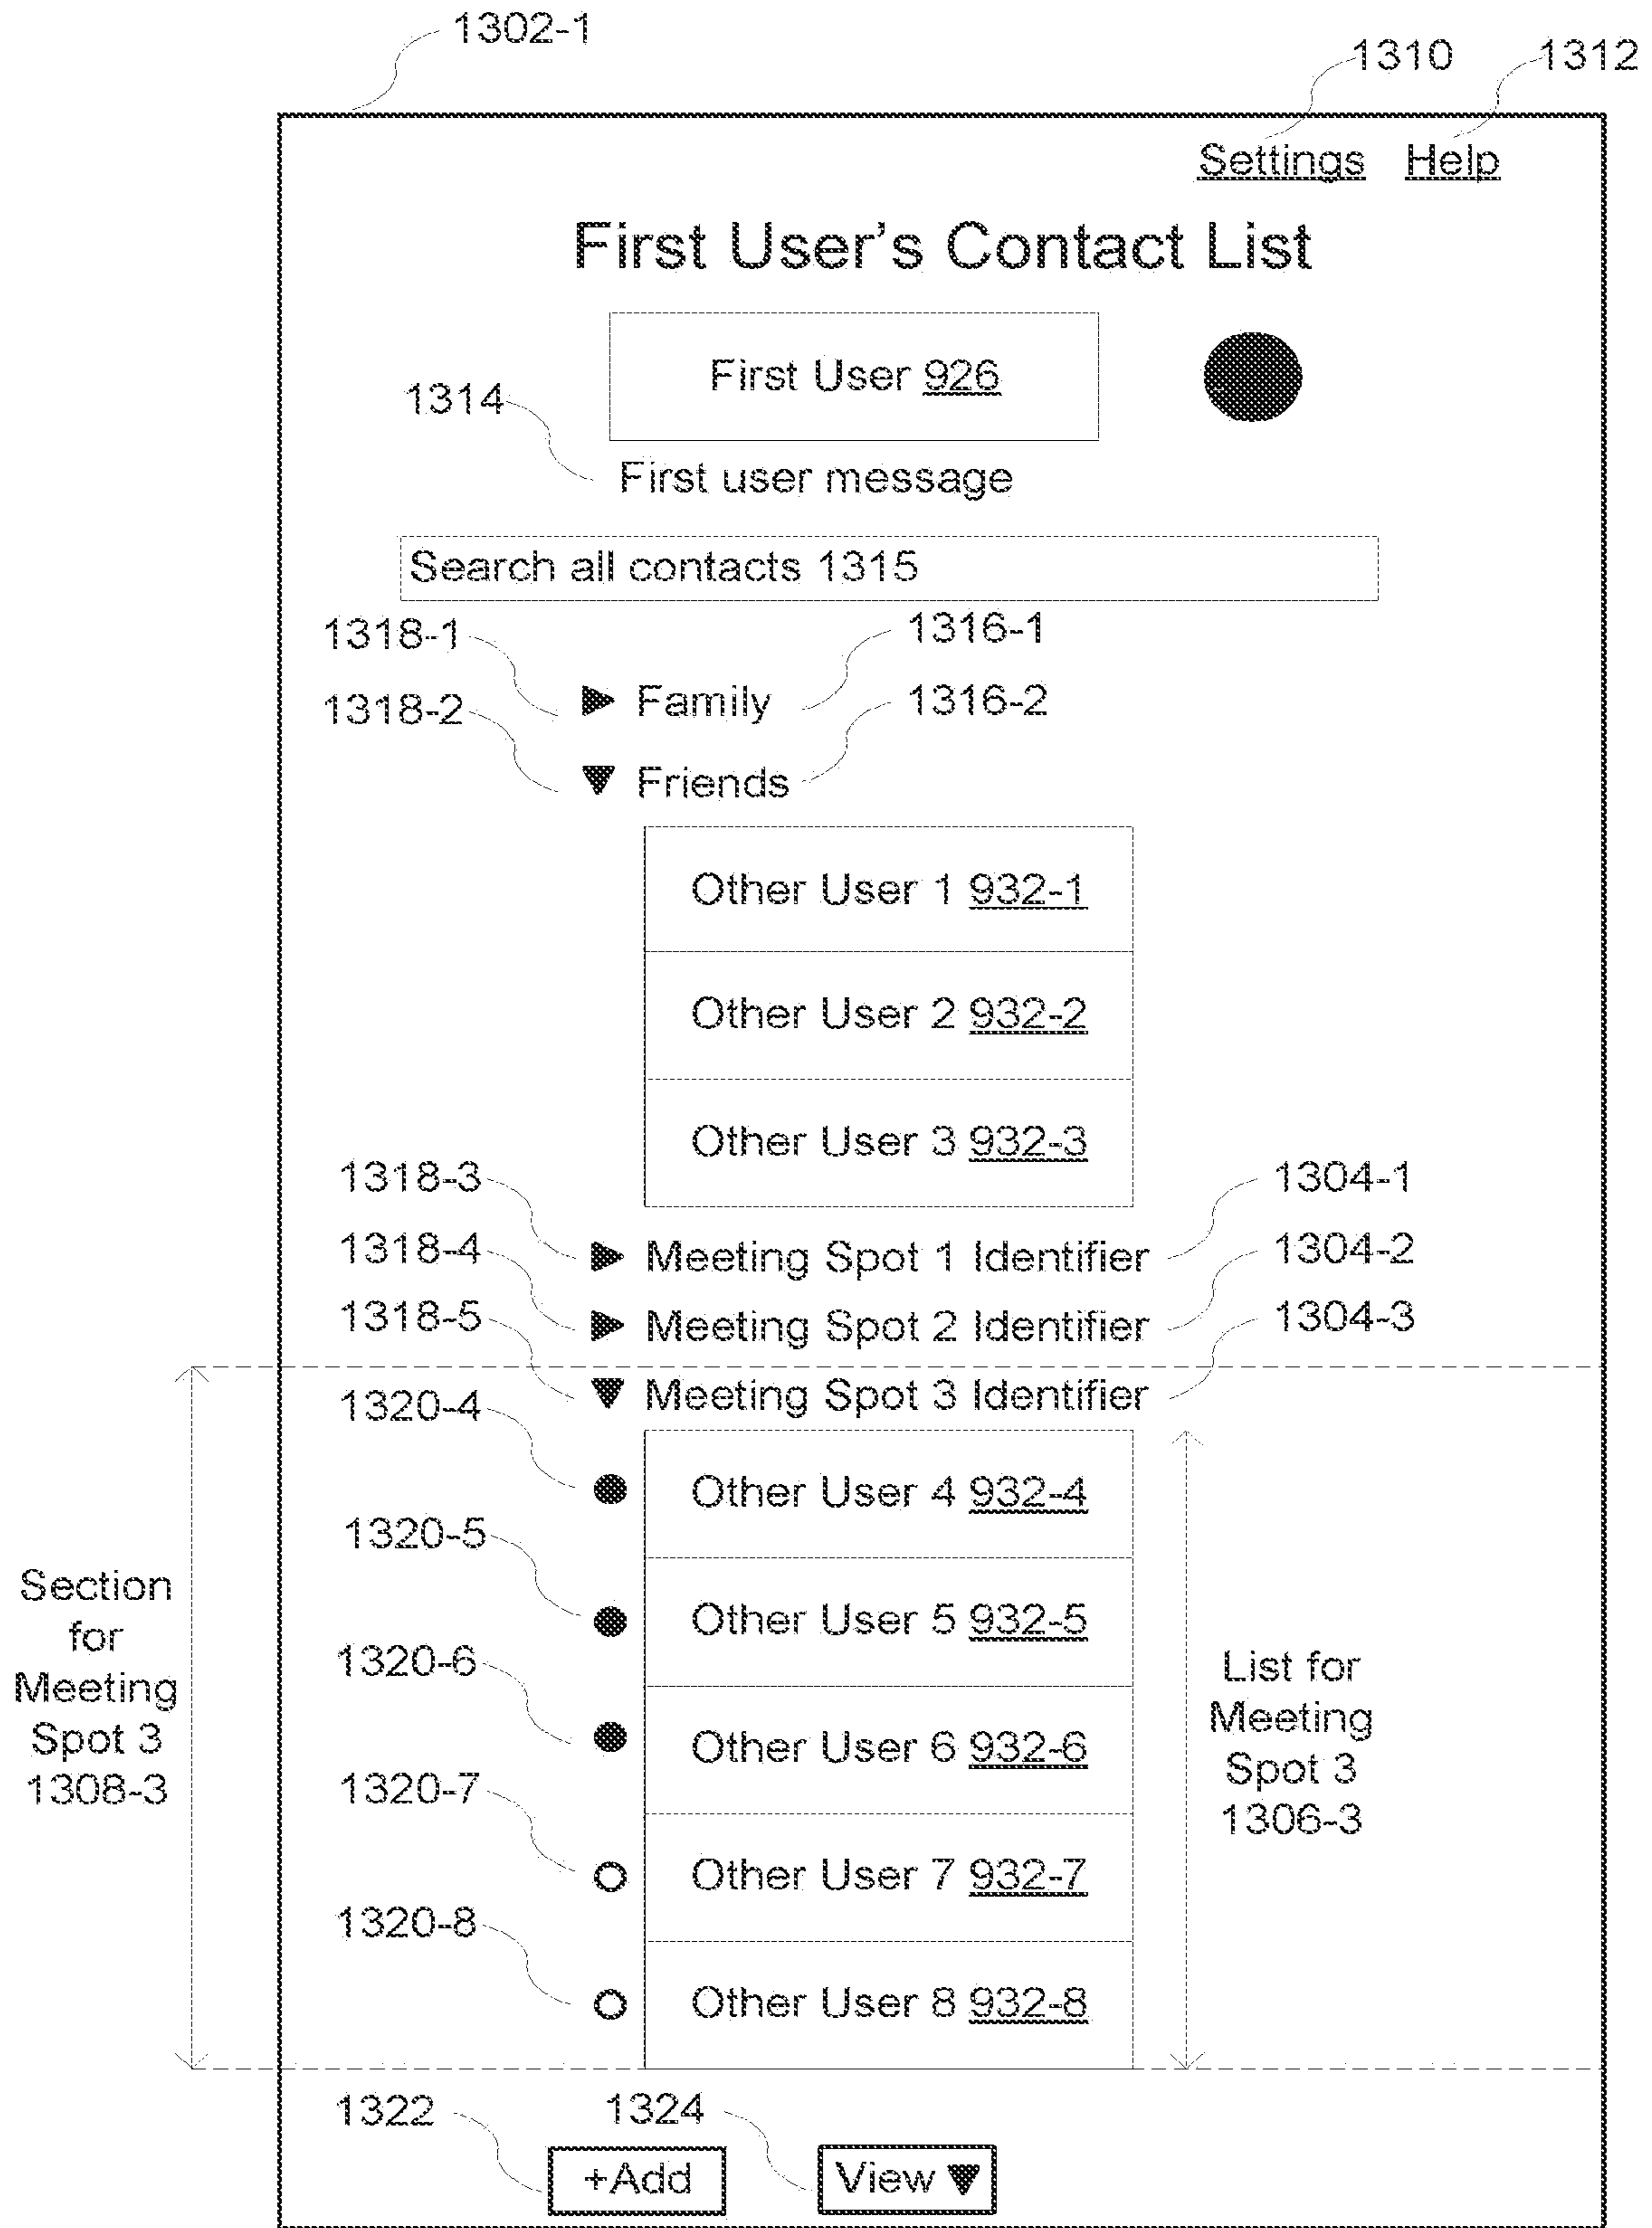 1302-1
1310
1312
Settings Help
First User's Contact List
First User 926
1314
First user message
Search all contacts 1315
1318-1
1316-1
Family
1318-2
1316-2
Friends
Other User 1 932-1
Other User 2 932-2
Other User 3 932-3
1318-3
1304-1
Meeting Spot 1 Identifier
1318-4
1304-2
Meeting Spot 2 Identifier
1318-5
1304-3
Meeting Spot 3 Identifier
1320-4
Other User 4 932-4
1320-5
Other User 5 932-5
1320-6
Other User 6 932-6
1320-7
Other User 7 932-7
1320-8
Other User 8 932-8
Section
for
Meeting
Spot 3
1308-3
List for
Meeting
Spot 3
1306-3
1322
1324
+Add
View